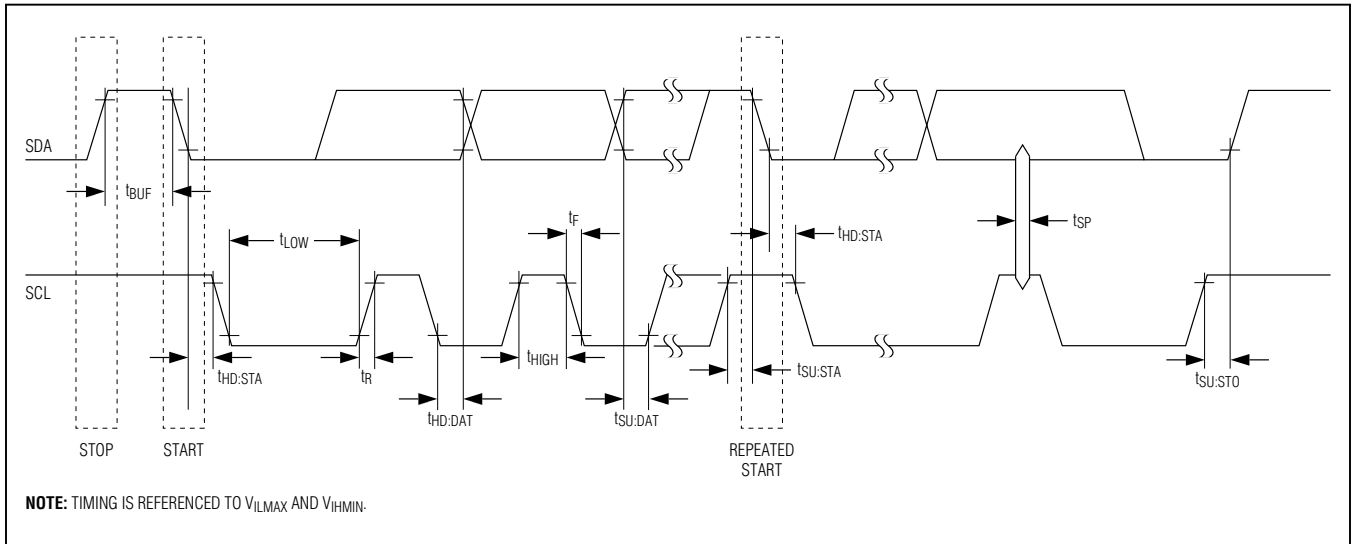 SDA
tBUF
tF
tLOW
tHD:STA
tSP
SCL
tHD:STA
tR
tHIGH
tSU:STA
tSU:STO
tHD:DAT
tSU:DAT
STOP
START
REPEATED
START
NOTE: TIMING IS REFERENCED TO VILMAX AND VIHMIN.